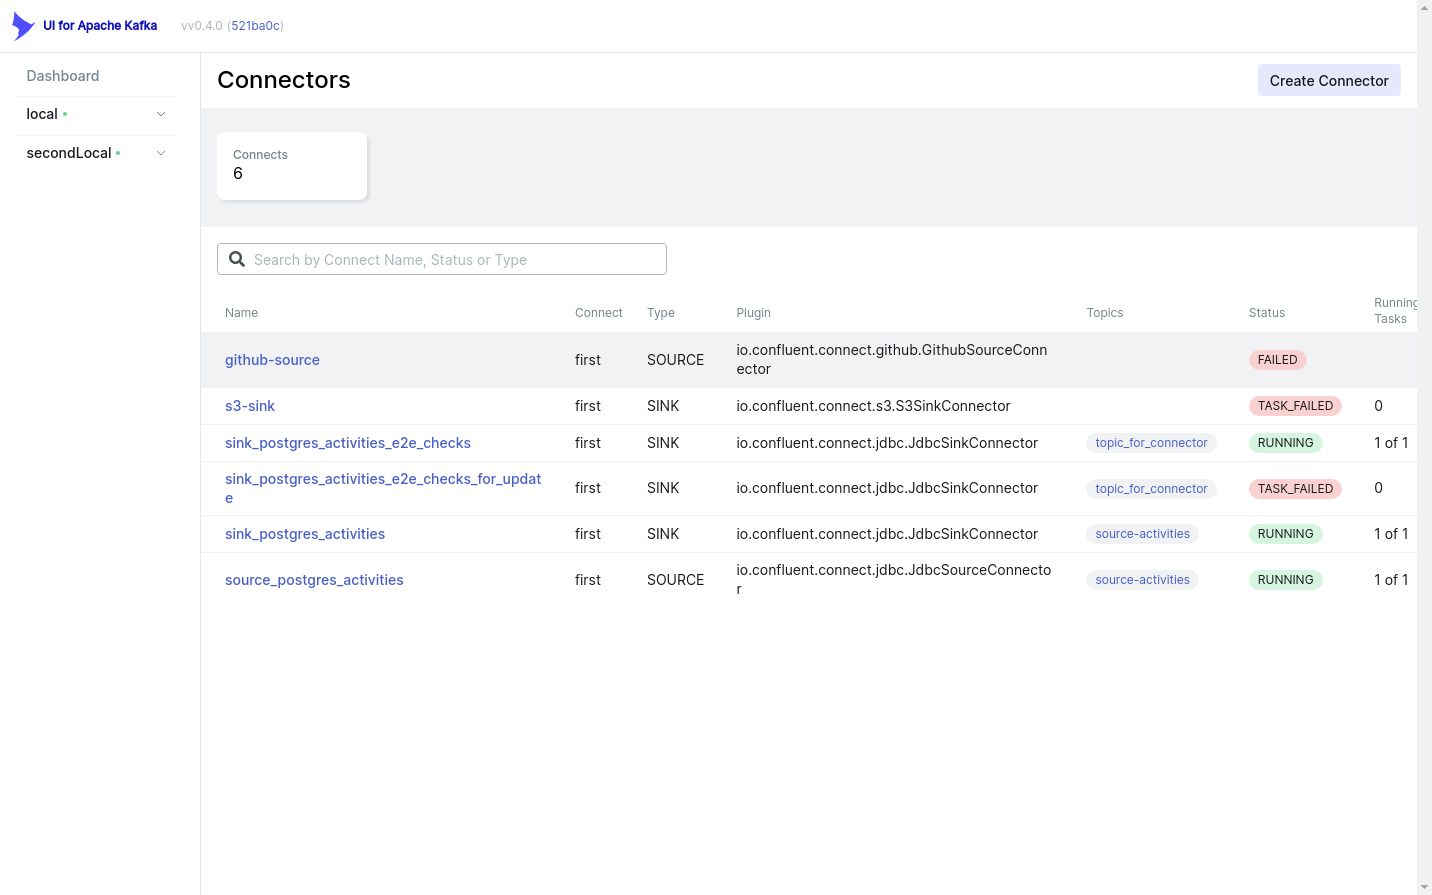 UI for Apache Kafka vv0.4.0 (521ba0c)
Dashboard
local
secondLocal
Connectors
Create Connector
Connects
6
Search by Connect Name, Status or Type
Name Connect Type Plugin Topics Status Running
Tasks
github-source first SOURCE io.confluent.connect.github.GithubSourceConn
ector FAILED
s3-sink first SINK io.confluent.connect.s3.S3SinkConnector TASK_FAILED 0
sink_postgres_activities_e2e_checks first SINK io.confluent.connect.jdbc.JdbcSinkConnector topic_for_connector RUNNING 1 of 1
sink_postgres_activities_e2e_checks_for_updat
e first SINK io.confluent.connect.jdbc.JdbcSinkConnector topic_for_connector TASK_FAILED 0
sink_postgres_activities first SINK io.confluent.connect.jdbc.JdbcSinkConnector source-activities RUNNING 1 of 1
source_postgres_activities first SOURCE io.confluent.connect.jdbc.JdbcSourceConnecto
r source-activities RUNNING 1 of 1